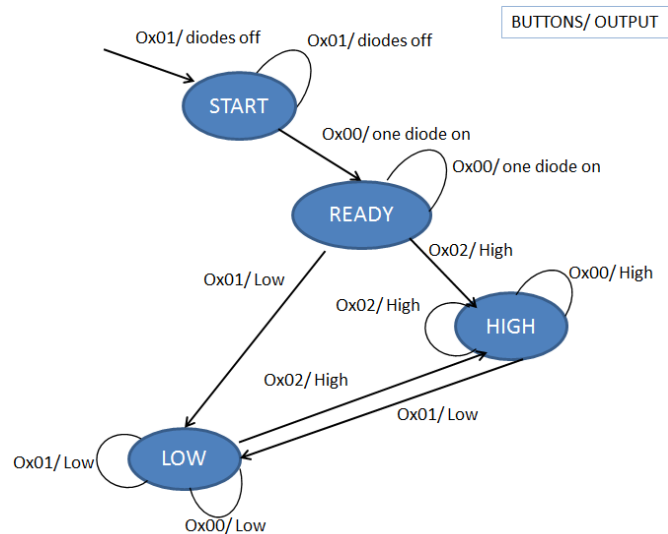 BUTTONS/ OUTPUT
Ox01/ diodes off
Ox01/ diodes off
START
Ox00/ one diode on
Ox00/ one diode on
READY
Ox02/ High
Ox01/ Low
Ox00/ High
Ox02/ High
HIGH
Ox02/ High
Ox01/ Low
Ox01/ Low
LOW
Ox00/ Low